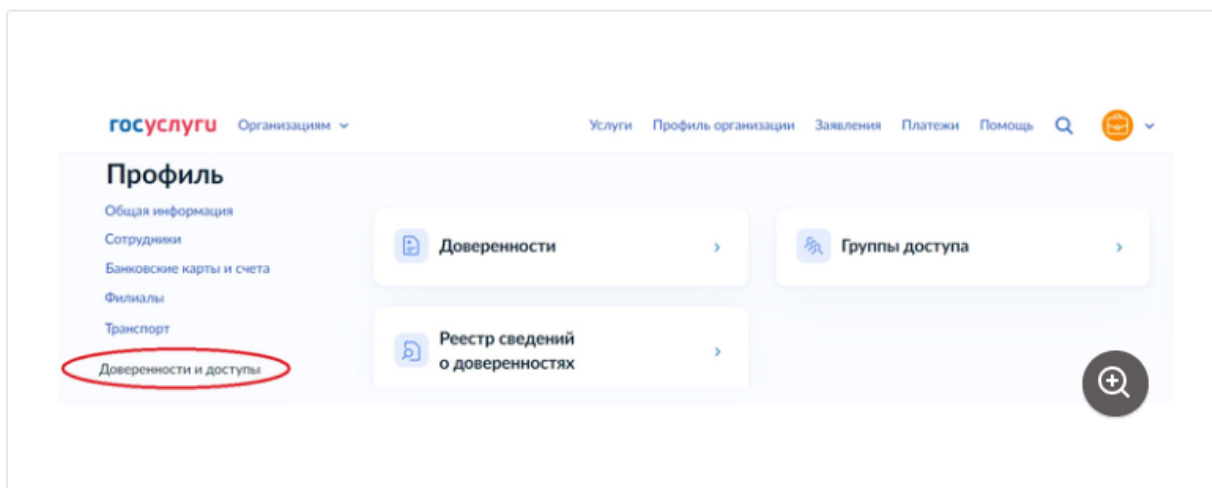 госуслуги Организациям Услуги Профиль организации Заявления Платежи Помощь
Профиль
Общая информация
Сотрудники
Банковские карты и счета
Филиалы
Транспорт
Доверенности и доступы
Доверенности
Группы доступа
Реестр сведений
о доверенностях